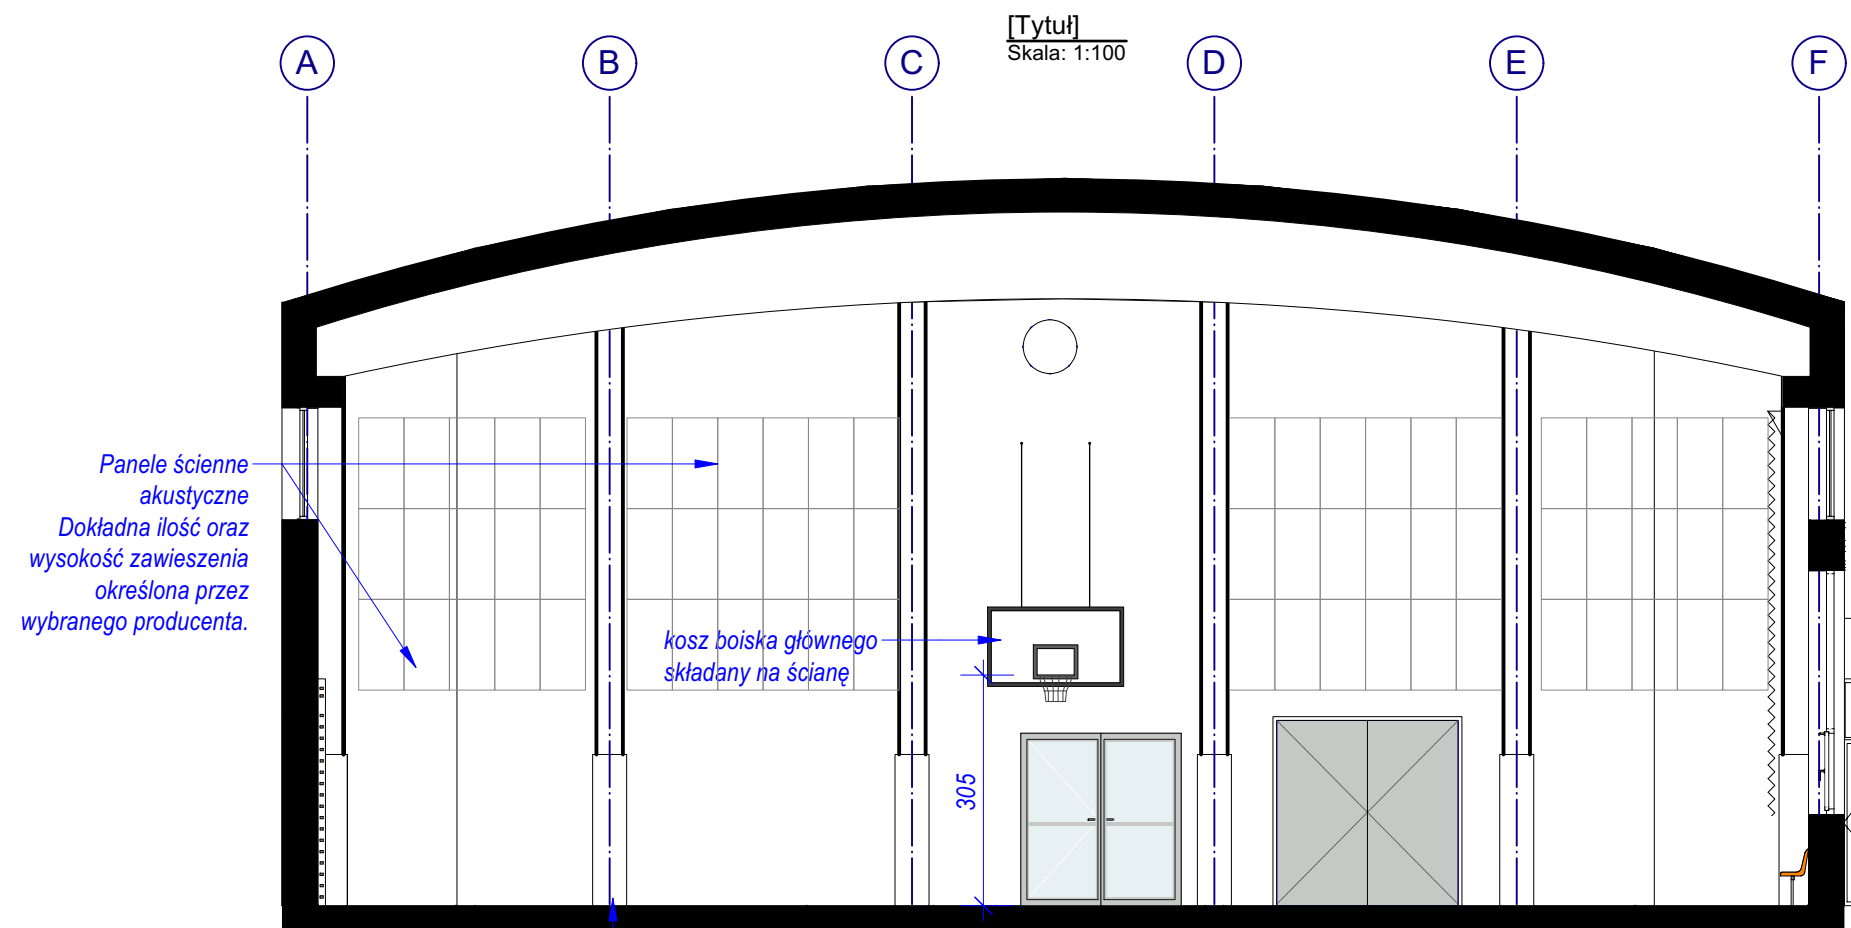 [Tytuł]
Skala: 1:100
A
B
C
D
E
F
Panele ścienne
akustyczne
Dokładna ilość oraz
wysokość zawieszenia
określona przez
wybranego producenta.
kosz boiska głównego
składany na ścianę
305